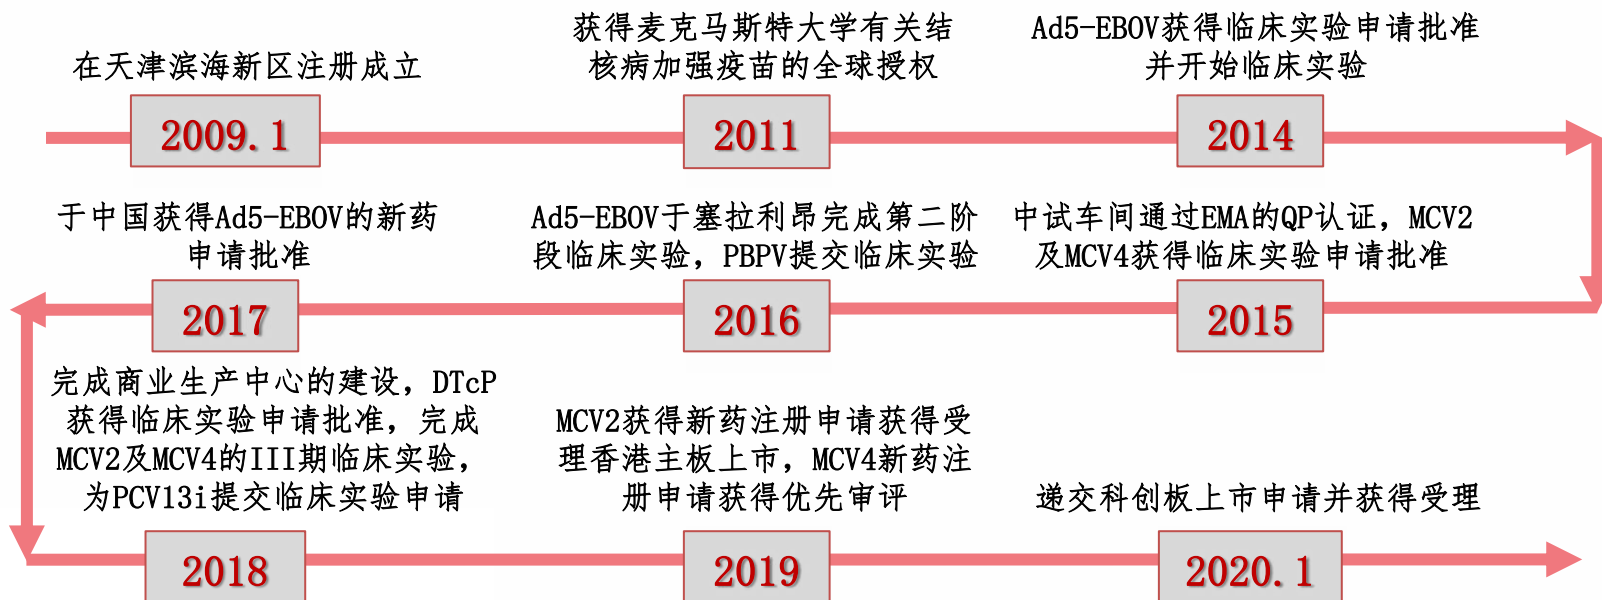 在天津滨海新区注册成立
2009.1
获得麦克马斯特大学有关结
核病加强疫苗的全球授权
2011
Ad5-EBOV获得临床实验申请批准
并开始临床实验
2014
中试车间通过EMA的QP认证，MCV2
及MCV4获得临床实验申请批准
2015
Ad5-EBOV于塞拉利昂完成第二阶
段临床实验，PBPV提交临床实验
2016
于中国获得Ad5-EBOV的新药
申请批准
2017
完成商业生产中心的建设，DTcP
获得临床实验申请批准，完成
MCV2及MCV4的III期临床实验，
为PCV13i提交临床实验申请
2018
MCV2获得新药注册申请获得受
理香港主板上市，MCV4新药注
册申请获得优先审评
2019
递交科创板上市申请并获得受理
2020.1